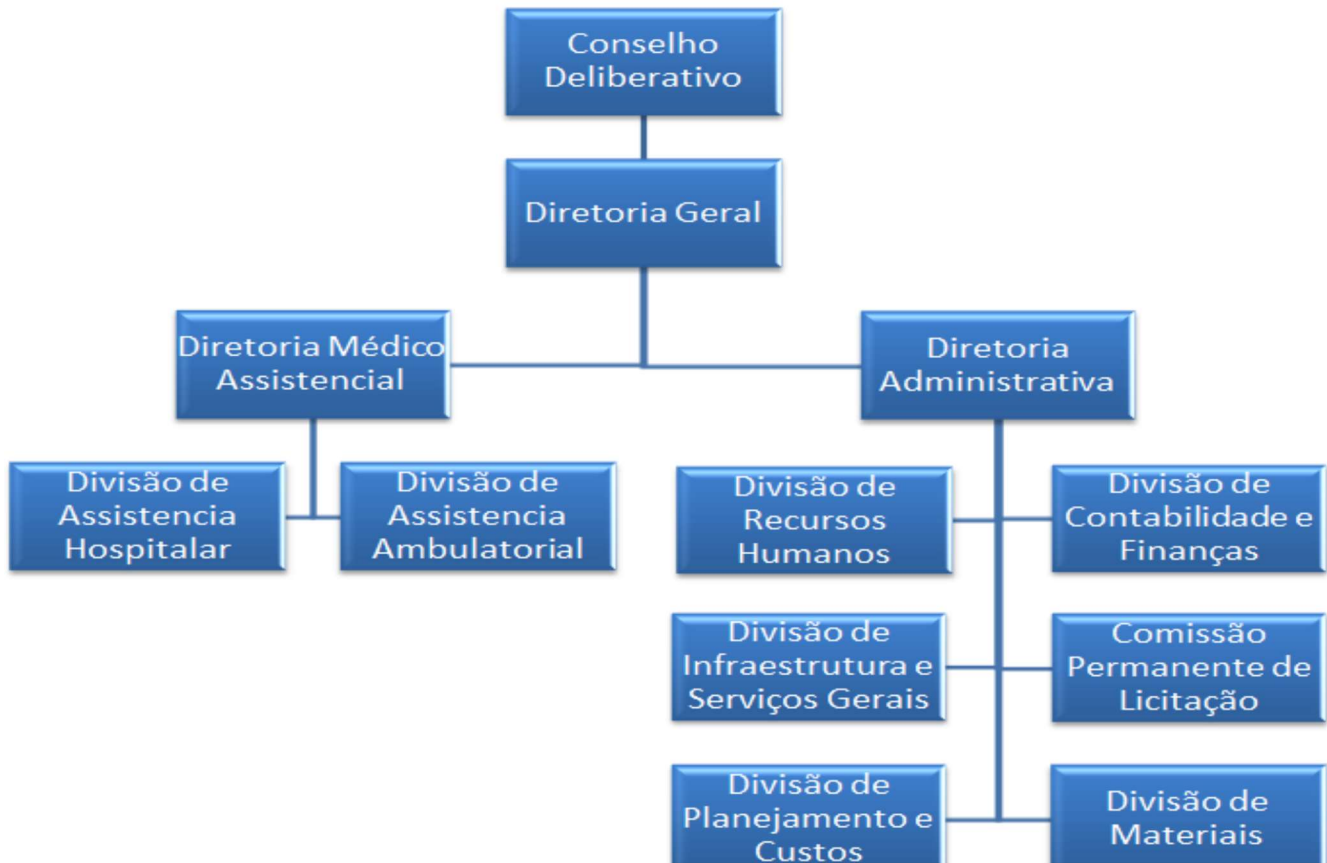 Conselho
Deliberativo
Diretoria Geral
Diretoria Médico
Assistencial
Diretoria
Administrativa
Divisão de
Assistencia
Hospitalar
Divisão de
Assistencia
Ambulatorial
Divisão de
Recursos
Humanos
Divisão de
Contabilidade e
Finanças
Divisão de
Infraestrutura e
Serviços Gerais
Comissão
Permanente de
Licitação
Divisão de
Planejamento e
Custos
Divisão de
Materiais